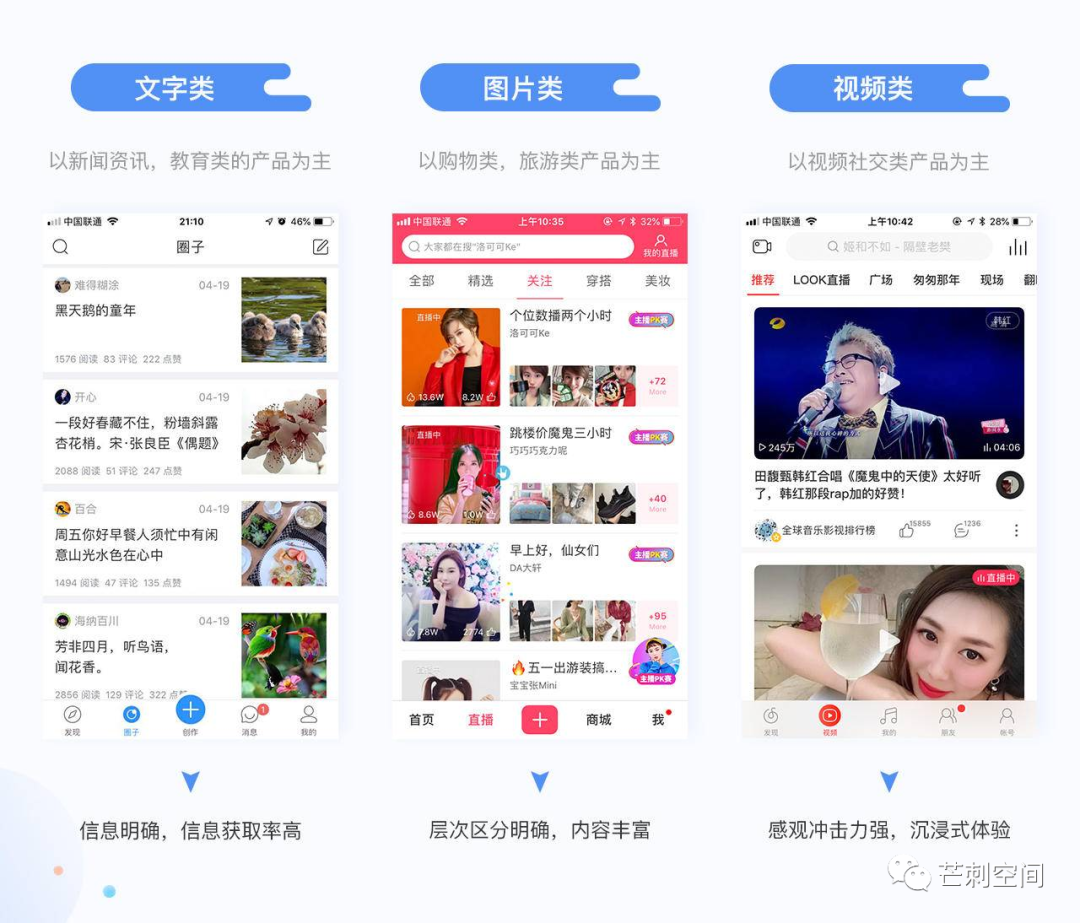 文字类
以新闻资讯，教育类的产品为主
中国联通
21:10
46%
圈子
难得糊涂
04-19
黑天鹅的童年
1576 阅读 83 评论 222 点赞
开心
04-19
一段好春藏不住，粉墙斜露
杏花梢。宋·张良臣《偶题》
2088 阅读 51 评论 247 点赞
百合
04-19
周五你好早餐人须忙中有闲
意山光水色在心中
1494 阅读 47 评论 135 点赞
海纳百川
04-19
芳非四月，听鸟语，
闻花香。
2856 阅读 129 评论 322 点赞
发现
圈子
创作
消息
1
我的
信息明确，信息获取率高
图片类
以购物类，旅游类产品为主
中国联通
上午10:35
32%
大家都在搜“洛可可Ke”
我的直播
全部
精选
关注
穿搭
美妆
直播中
13.6W
8.2W
个位数播两个小时
主播PK赛
洛可可Ke
+72
More
直播中
8.6W
1.0W
跳楼价魔鬼三小时
主播PK赛
巧巧巧克力呢
+40
More
7.8W
2774
早上好，仙女们
主播PK赛
DA大轩
+95
More
五一出游装搞...
宝宝张Mini
主播PK赛
首页
直播
商城
我
层次区分明确，内容丰富
视频类
以视频社交类产品为主
中国联通
上午10:42
28%
姬和不如 - 隔壁老樊
推荐
LOOK直播
广场
匆匆那年
现场
韩红
245万
04:06
田馥甄韩红合唱《魔鬼中的天使》太好听
了，韩红那段rap加的好赞！
全球音乐影视排行榜
15855
1236
直播中
发现
视频
我的
朋友
帐号
感观冲击力强，沉浸式体验
芒刺空间